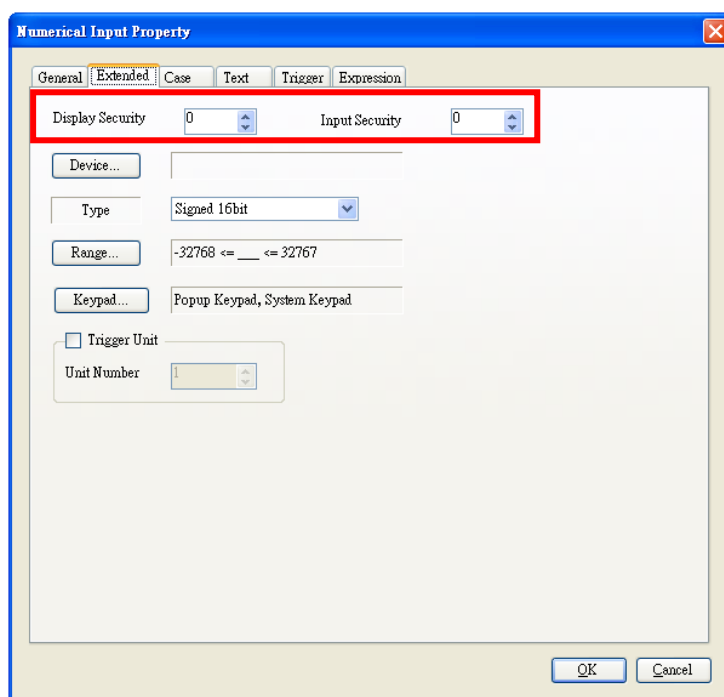 Numerical Input Property
General Extended Case Text Trigger Expression
Display Security 0 Input Security 0
Device...
Type Signed 16bit
Range... -32768 <= ___ <= 32767
Keypad... Popup Keypad, System Keypad
Trigger Unit
Unit Number 1
OK Cancel